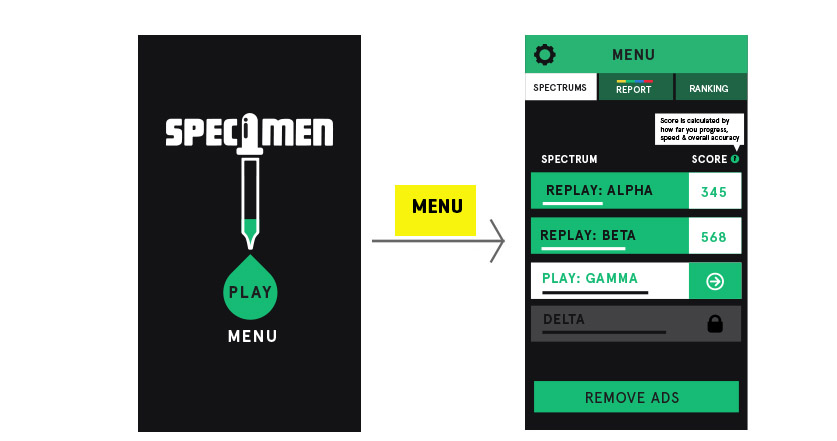 SPECIMEN
PLAY
MENU
MENU
MENU
SPECTRUMS
REPORT
RANKING
Score is calculated by
how far you progress,
speed & overall accuracy
SPECTRUM
SCORE
REPLAY: ALPHA
345
REPLAY: BETA
568
PLAY: GAMMA
DELTA
REMOVE ADS